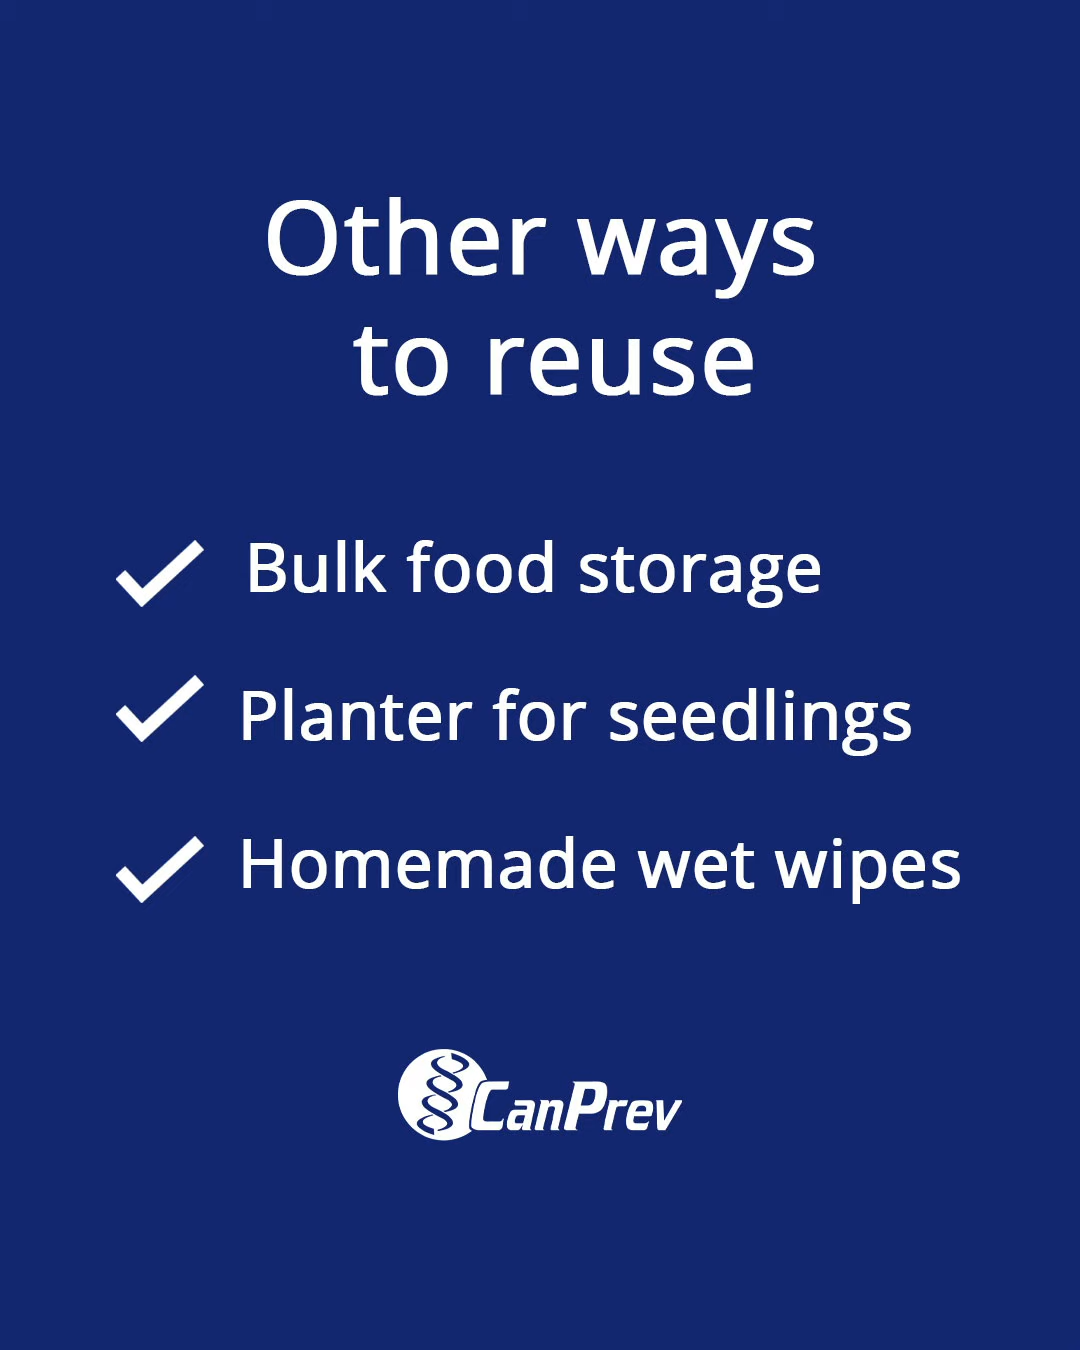 Other ways
to reuse
Bulk food storage
Planter for seedlings
Homemade wet wipes
CanPrev